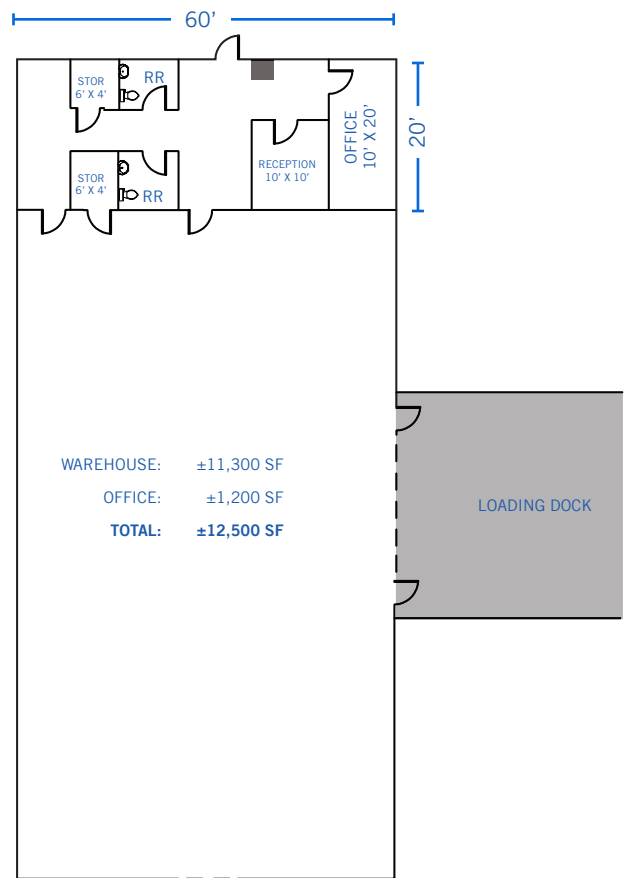 60’
STOR
6’ X 4’
RR
OFFICE
10’ X 20’
20’
RECEPTION
10’ X 10’
STOR
6’ X 4’
RR
WAREHOUSE: ±11,300 SF
OFFICE: ±1,200 SF
TOTAL: ±12,500 SF
LOADING DOCK